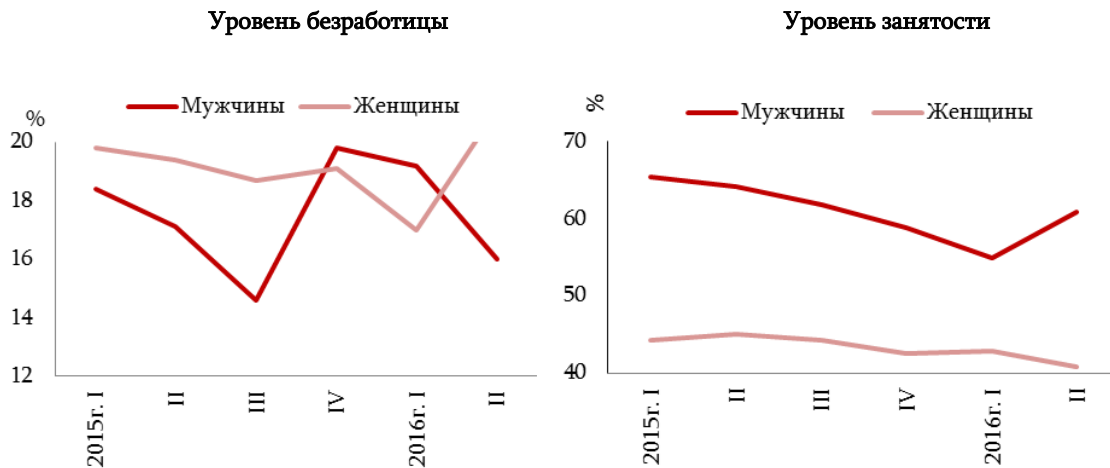 Уровень безработицы
%
Мужчины
Женщины
20
18
16
14
12
2015г. I
II
III
IV
2016г. I
II
Уровень занятости
%
Мужчины
Женщины
70
60
50
40
2015г. I
II
III
IV
2016г. I
II